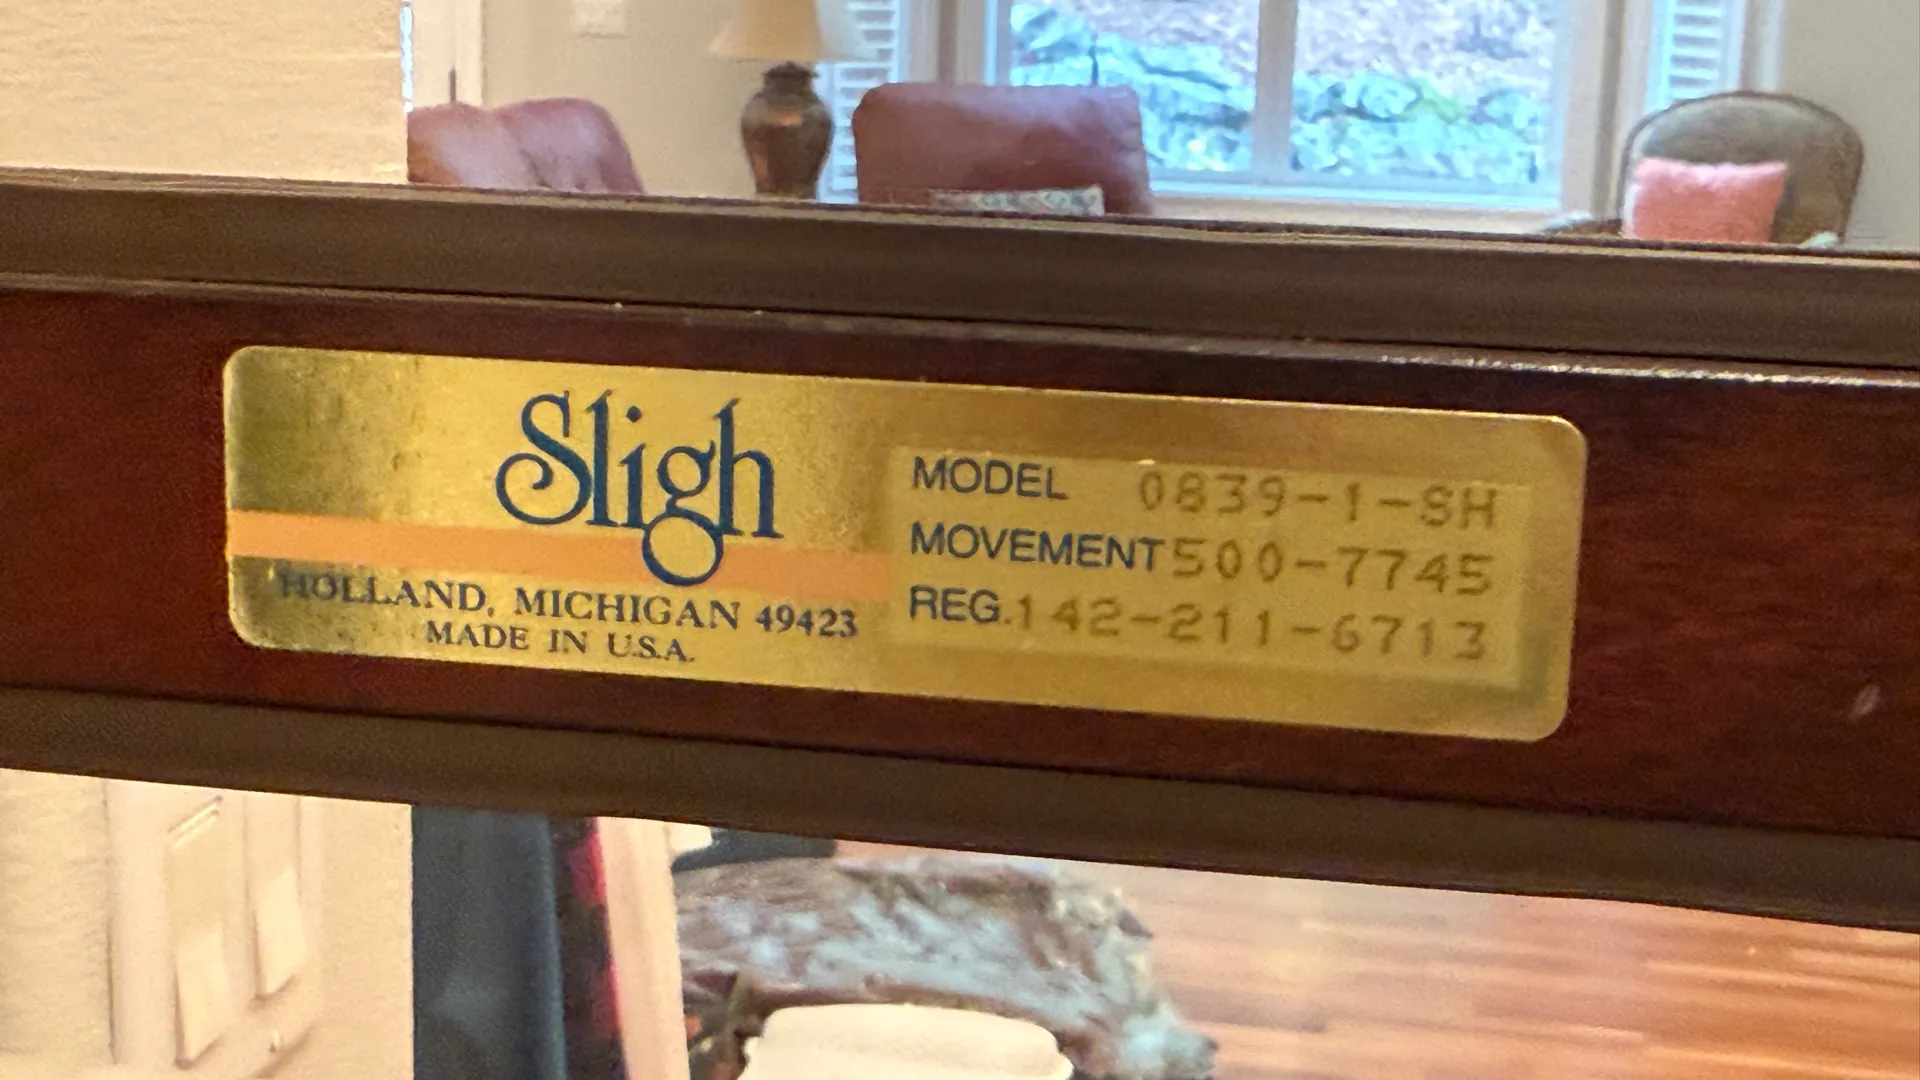 Sligh
HOLLAND, MICHIGAN 49423
MADE IN U.S.A.
MODEL 0839-1-SH
MOVEMENT 500-7745
REG. 142-211-6713